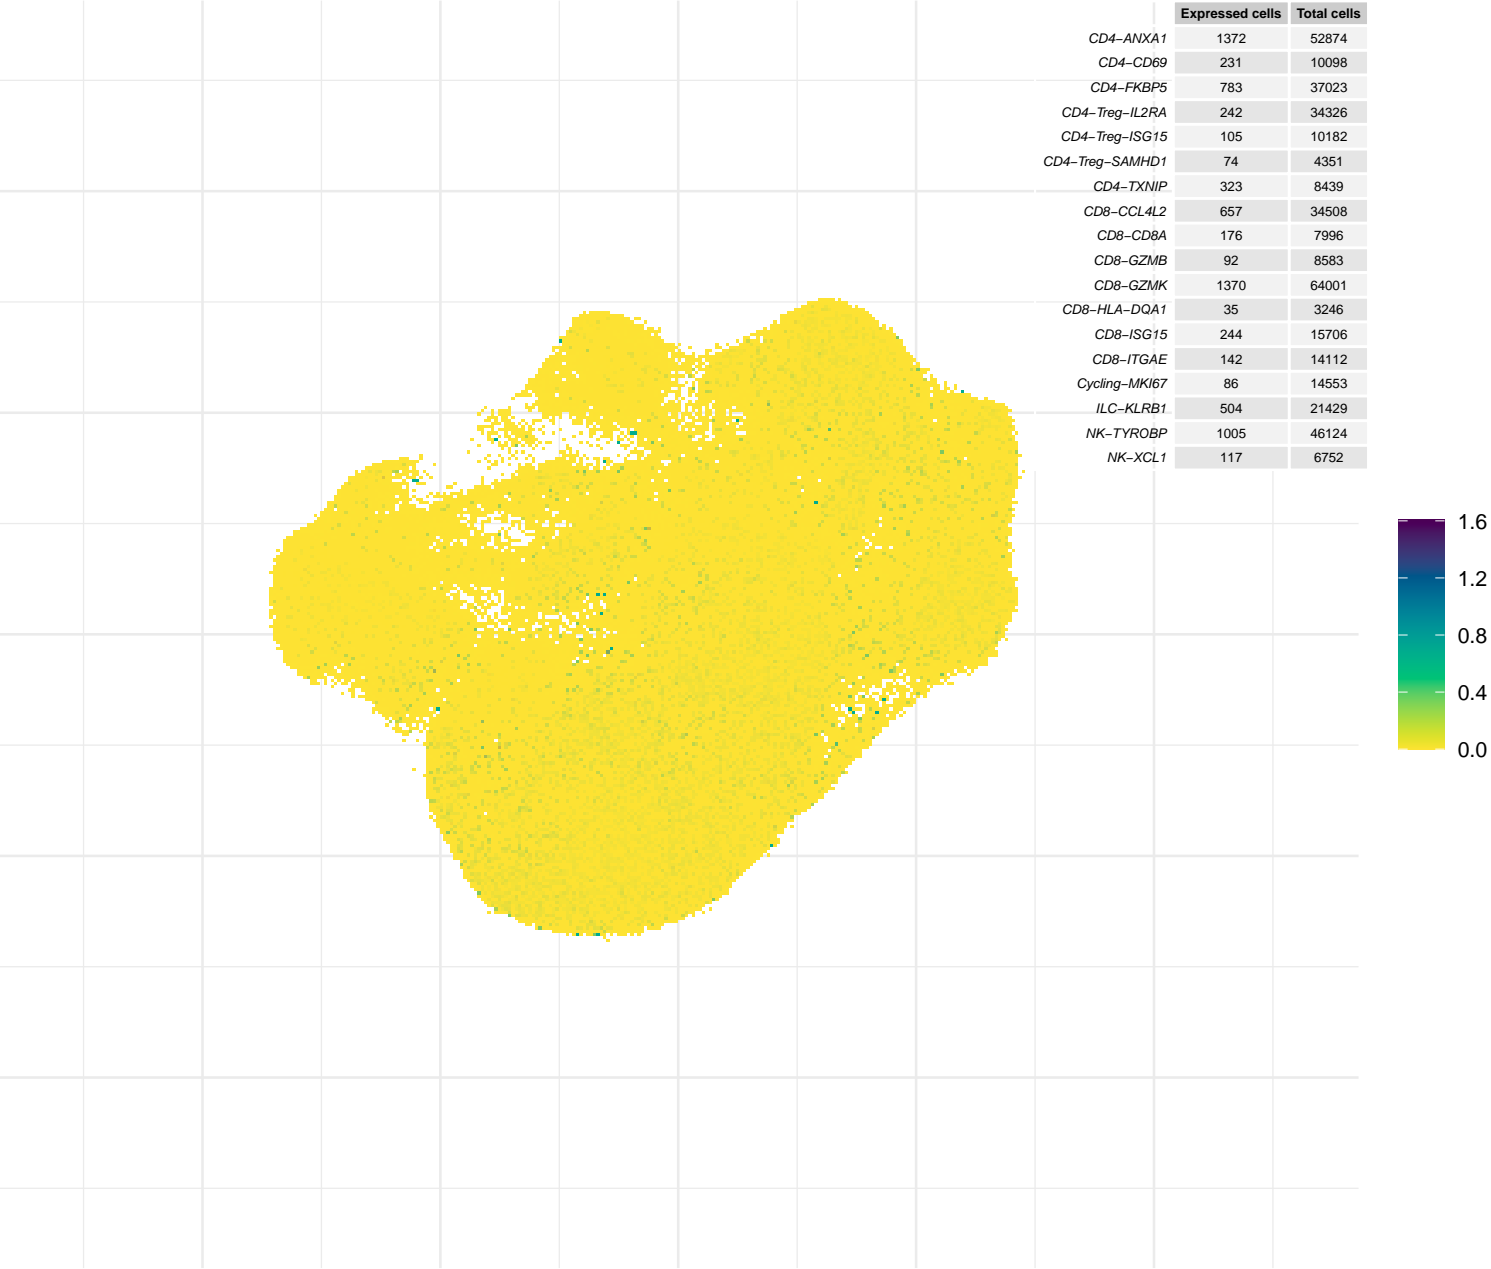 Expressed cells Total cells
CD4−ANXA1 1372 52874
CD4−CD69 231 10098
CD4−FKBP5 783 37023
CD4−Treg−IL2RA 242 34326
CD4−Treg−ISG15 105 10182
CD4−Treg−SAMHD1 74 4351
CD4−TXNIP 323 8439
CD8−CCL4L2 657 34508
CD8−CD8A 176 7996
CD8−GZMB 92 8583
CD8−GZMK 1370 64001
CD8−HLA−DQA1 35 3246
CD8−ISG15 244 15706
CD8−ITGAE 142 14112
Cycling−MKI67 86 14553
ILC−KLRB1 504 21429
NK−TYROBP 1005 46124
NK−XCL1 117 6752
1.6
1.2
0.8
0.4
0.0